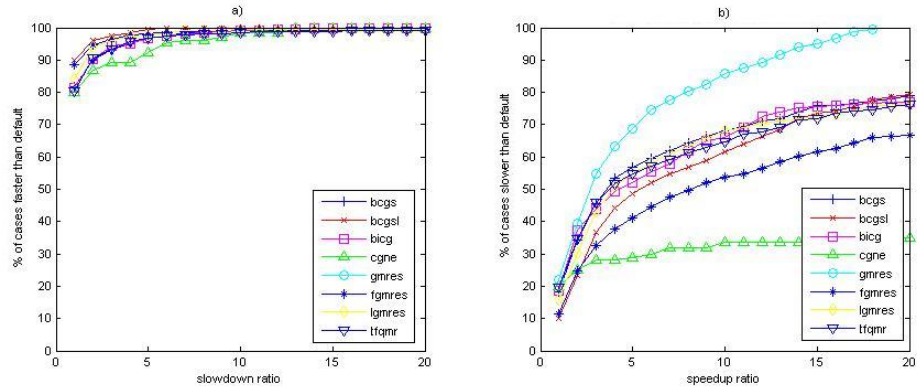 a)
% of cases faster than default
100
90
80
70
60
50
40
30
20
10
0
0 5 10 15 20
slowdown ratio
bcgs
bcgsl
bicg
cgne
gmres
fgmres
lgmres
tfqmr
b)
% of cases slower than default
100
90
80
70
60
50
40
30
20
10
0
0 5 10 15 20
speedup ratio
bcgs
bcgsl
bicg
cgne
gmres
fgmres
lgmres
tfqmr